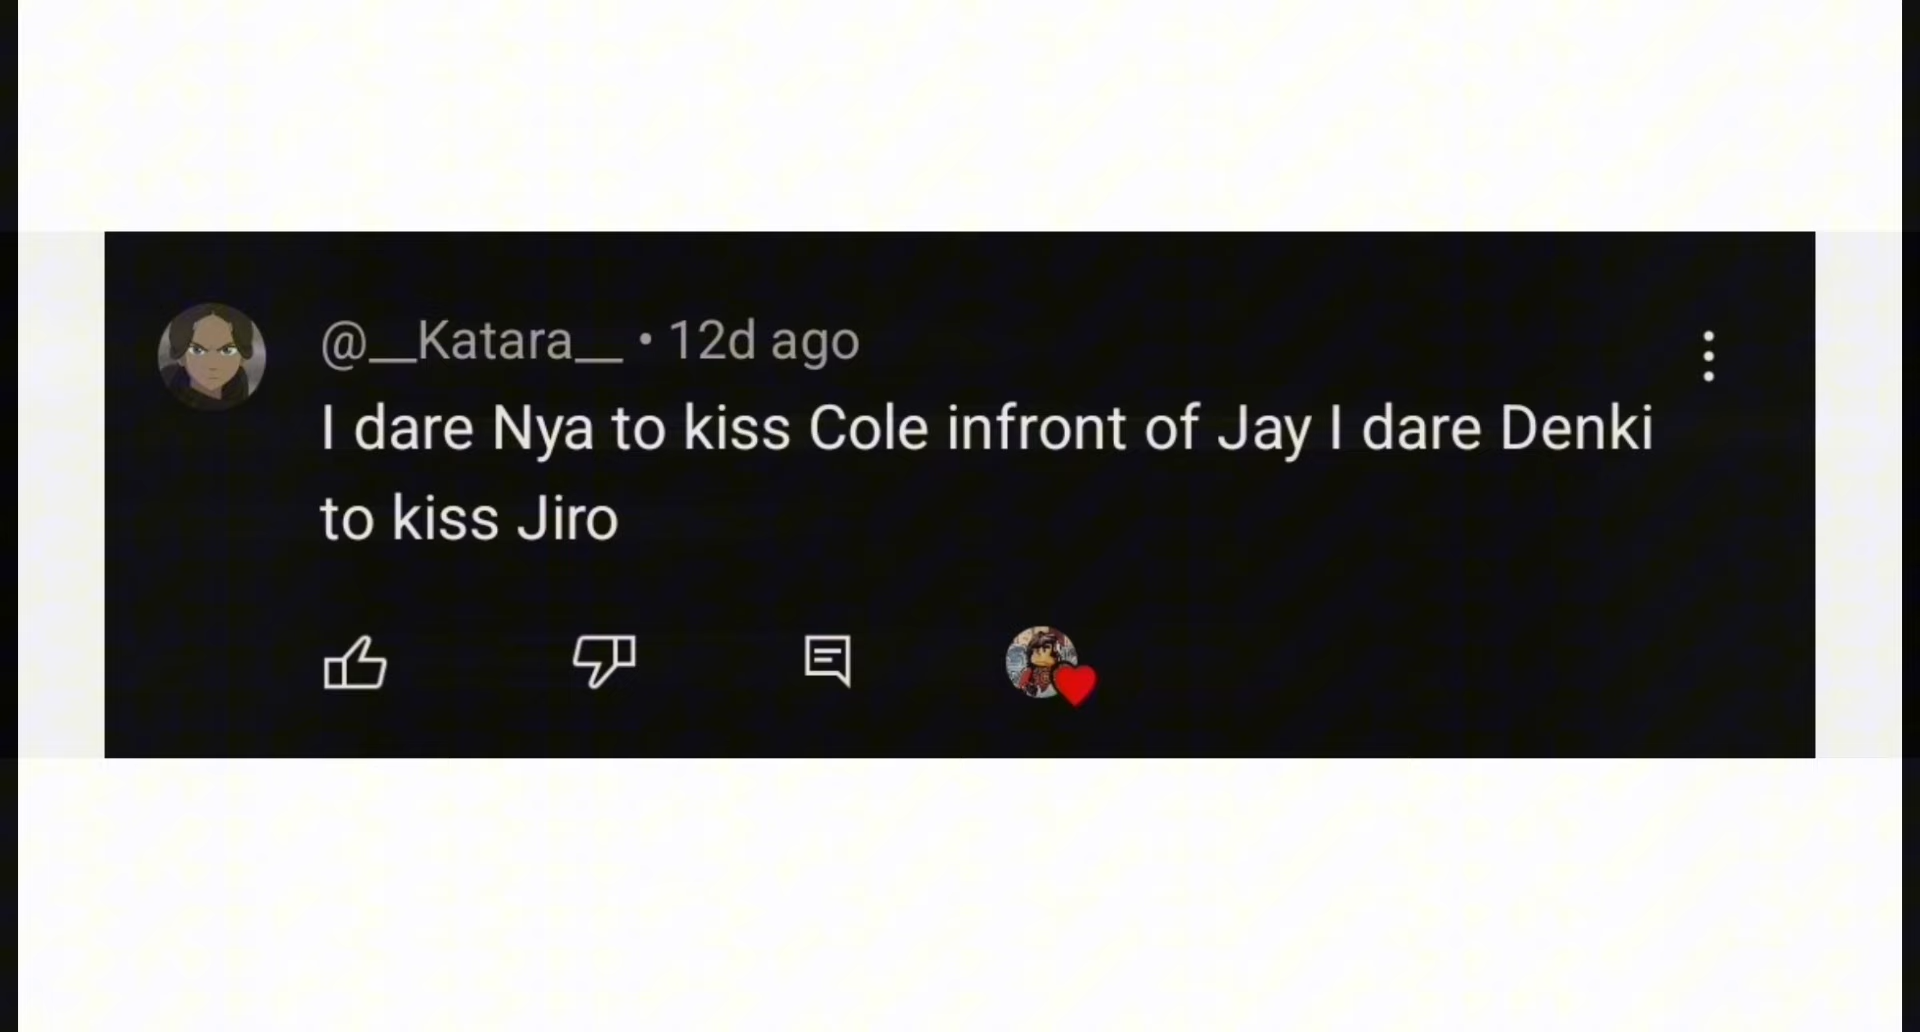 @__Katara__ • 12d ago
I dare Nya to kiss Cole infront of Jay I dare Denki
to kiss Jiro